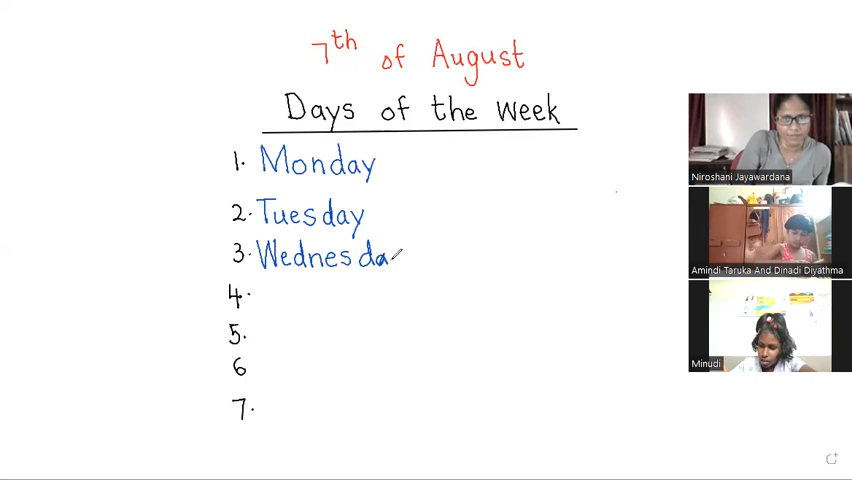 7th of August
Days of the Week
1. Monday
2. Tuesday
3. Wednesda
4.
5.
6
7.
Niroshani Jayawardana
Amindi Taruka And Dinadi Diyathma
Minudi